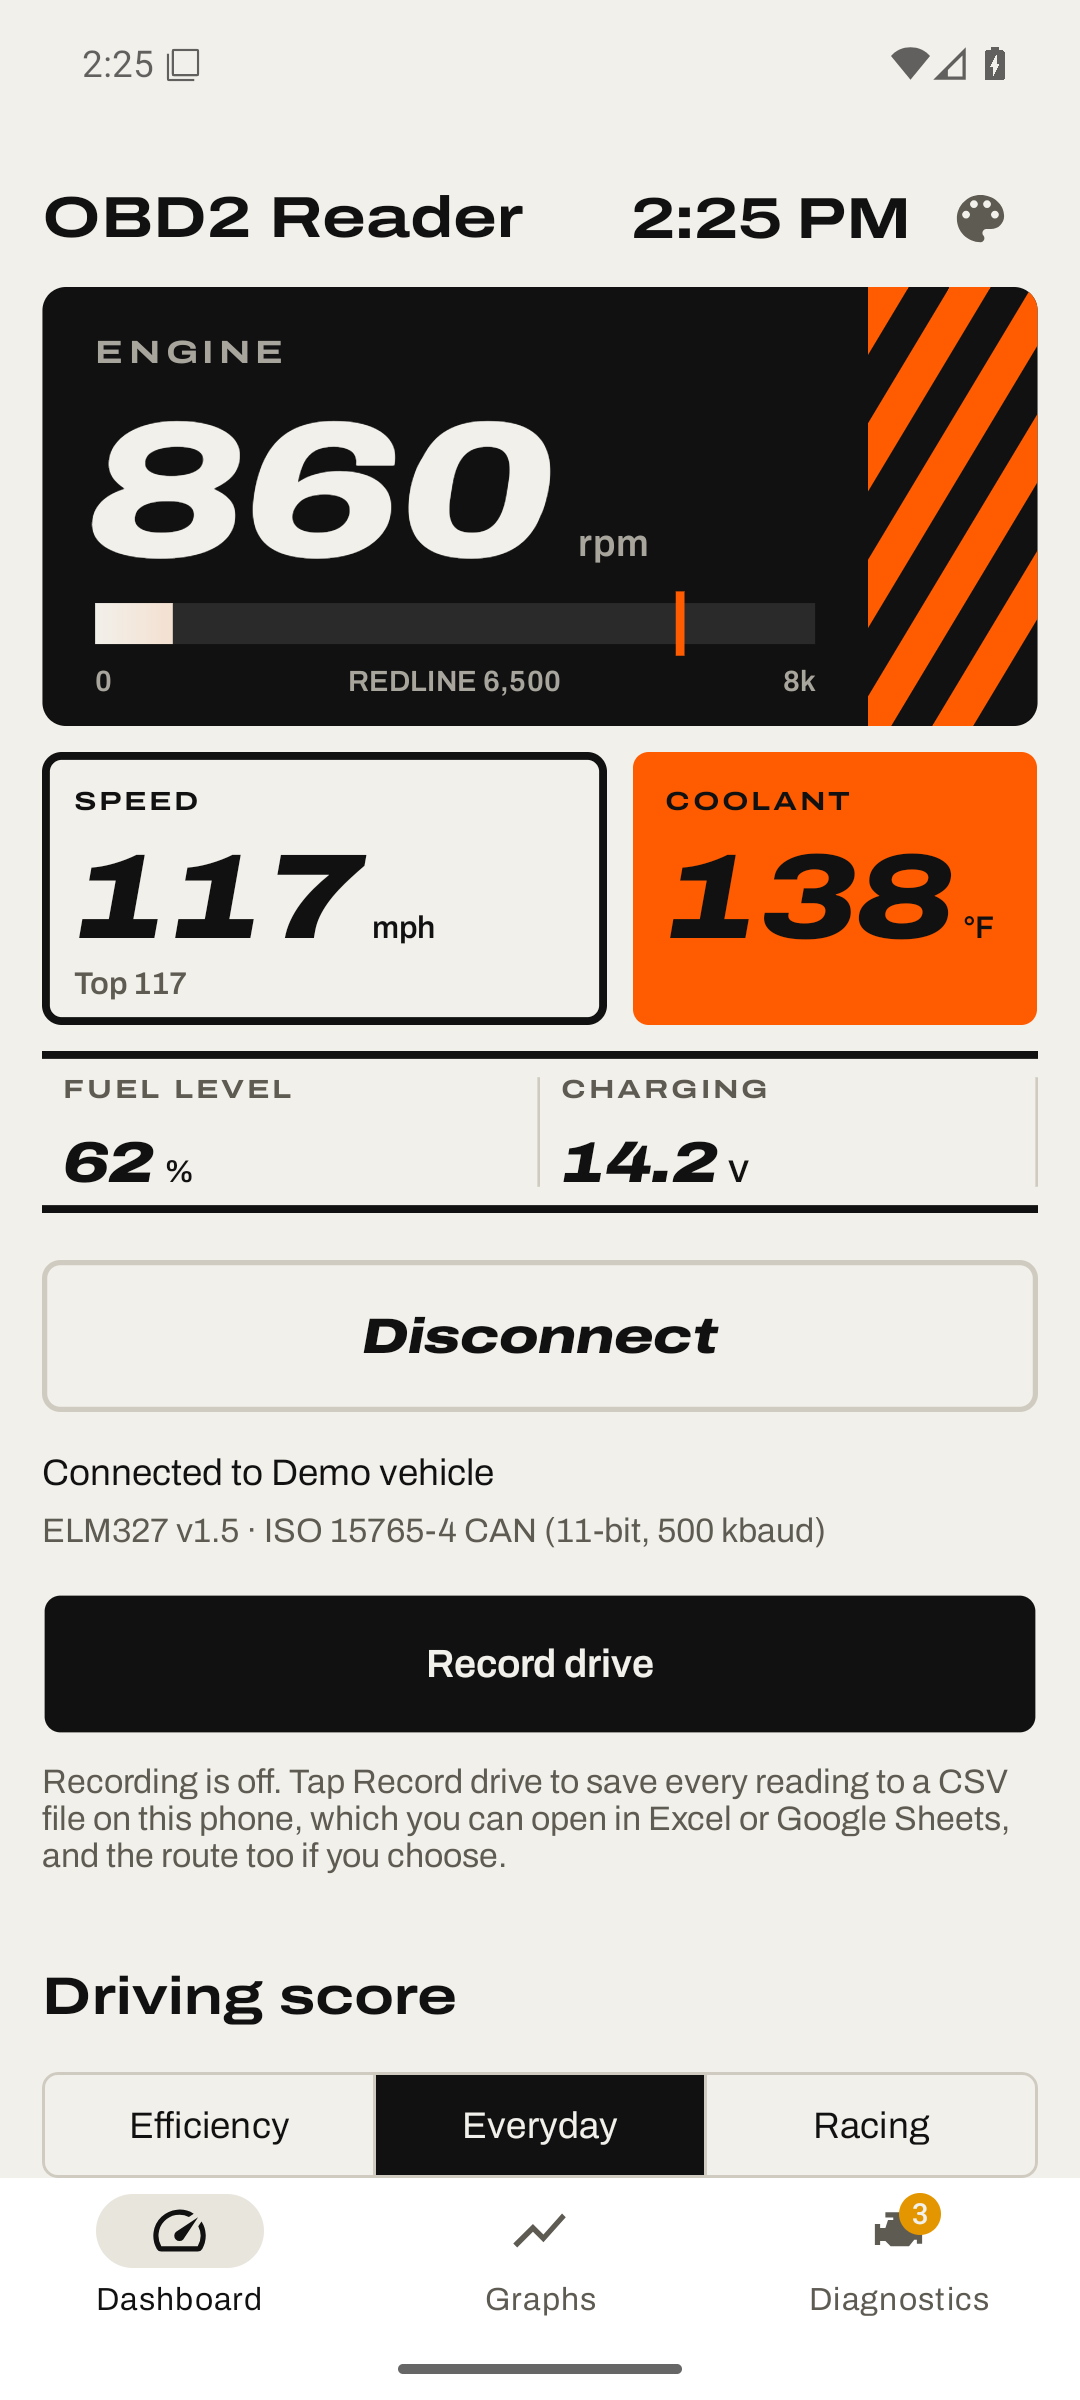 2:25
OBD2 Reader
2:25 PM
ENGINE
860 rpm
0 REDLINE 6,500 8k
SPEED
117 mph
Top 117
COOLANT
138 °F
FUEL LEVEL
62 %
CHARGING
14.2 V
Disconnect
Connected to Demo vehicle
ELM327 v1.5 · ISO 15765-4 CAN (11-bit, 500 kbaud)
Record drive
Recording is off. Tap Record drive to save every reading to a CSV
file on this phone, which you can open in Excel or Google Sheets,
and the route too if you choose.
Driving score
Efficiency
Everyday
Racing
3
Dashboard
Graphs
Diagnostics